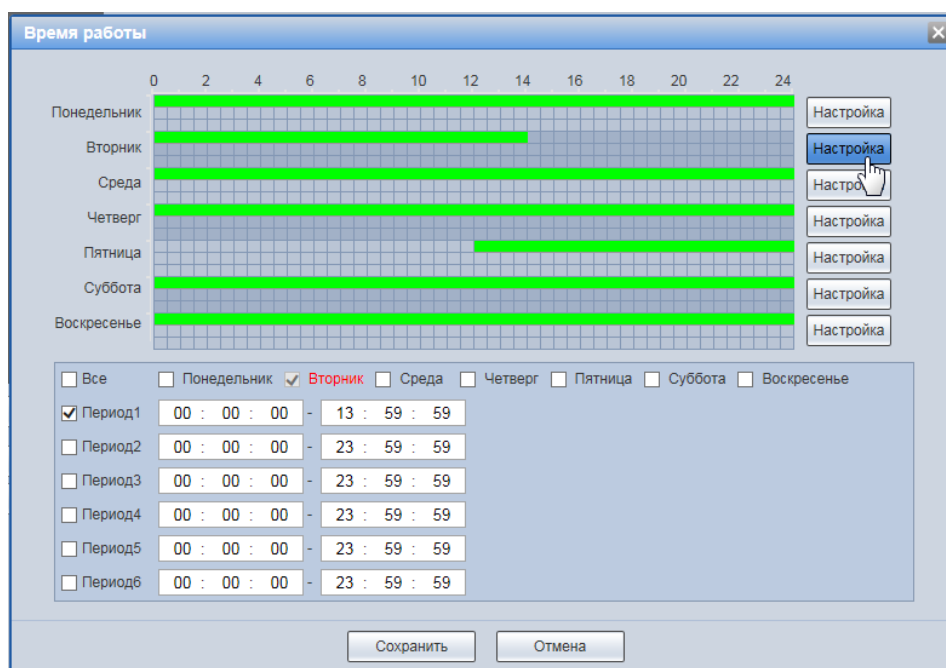 Время работы
0 2 4 6 8 10 12 14 16 18 20 22 24
Понедельник Настройка
Вторник Настройка
Среда Настройка
Четверг Настройка
Пятница Настройка
Суббота Настройка
Воскресенье Настройка
Все Понедельник Вторник Среда Четверг Пятница Суббота Воскресенье
Период1 00 : 00 : 00 - 13 : 59 : 59
Период2 00 : 00 : 00 - 23 : 59 : 59
Период3 00 : 00 : 00 - 23 : 59 : 59
Период4 00 : 00 : 00 - 23 : 59 : 59
Период5 00 : 00 : 00 - 23 : 59 : 59
Период6 00 : 00 : 00 - 23 : 59 : 59
Сохранить Отмена